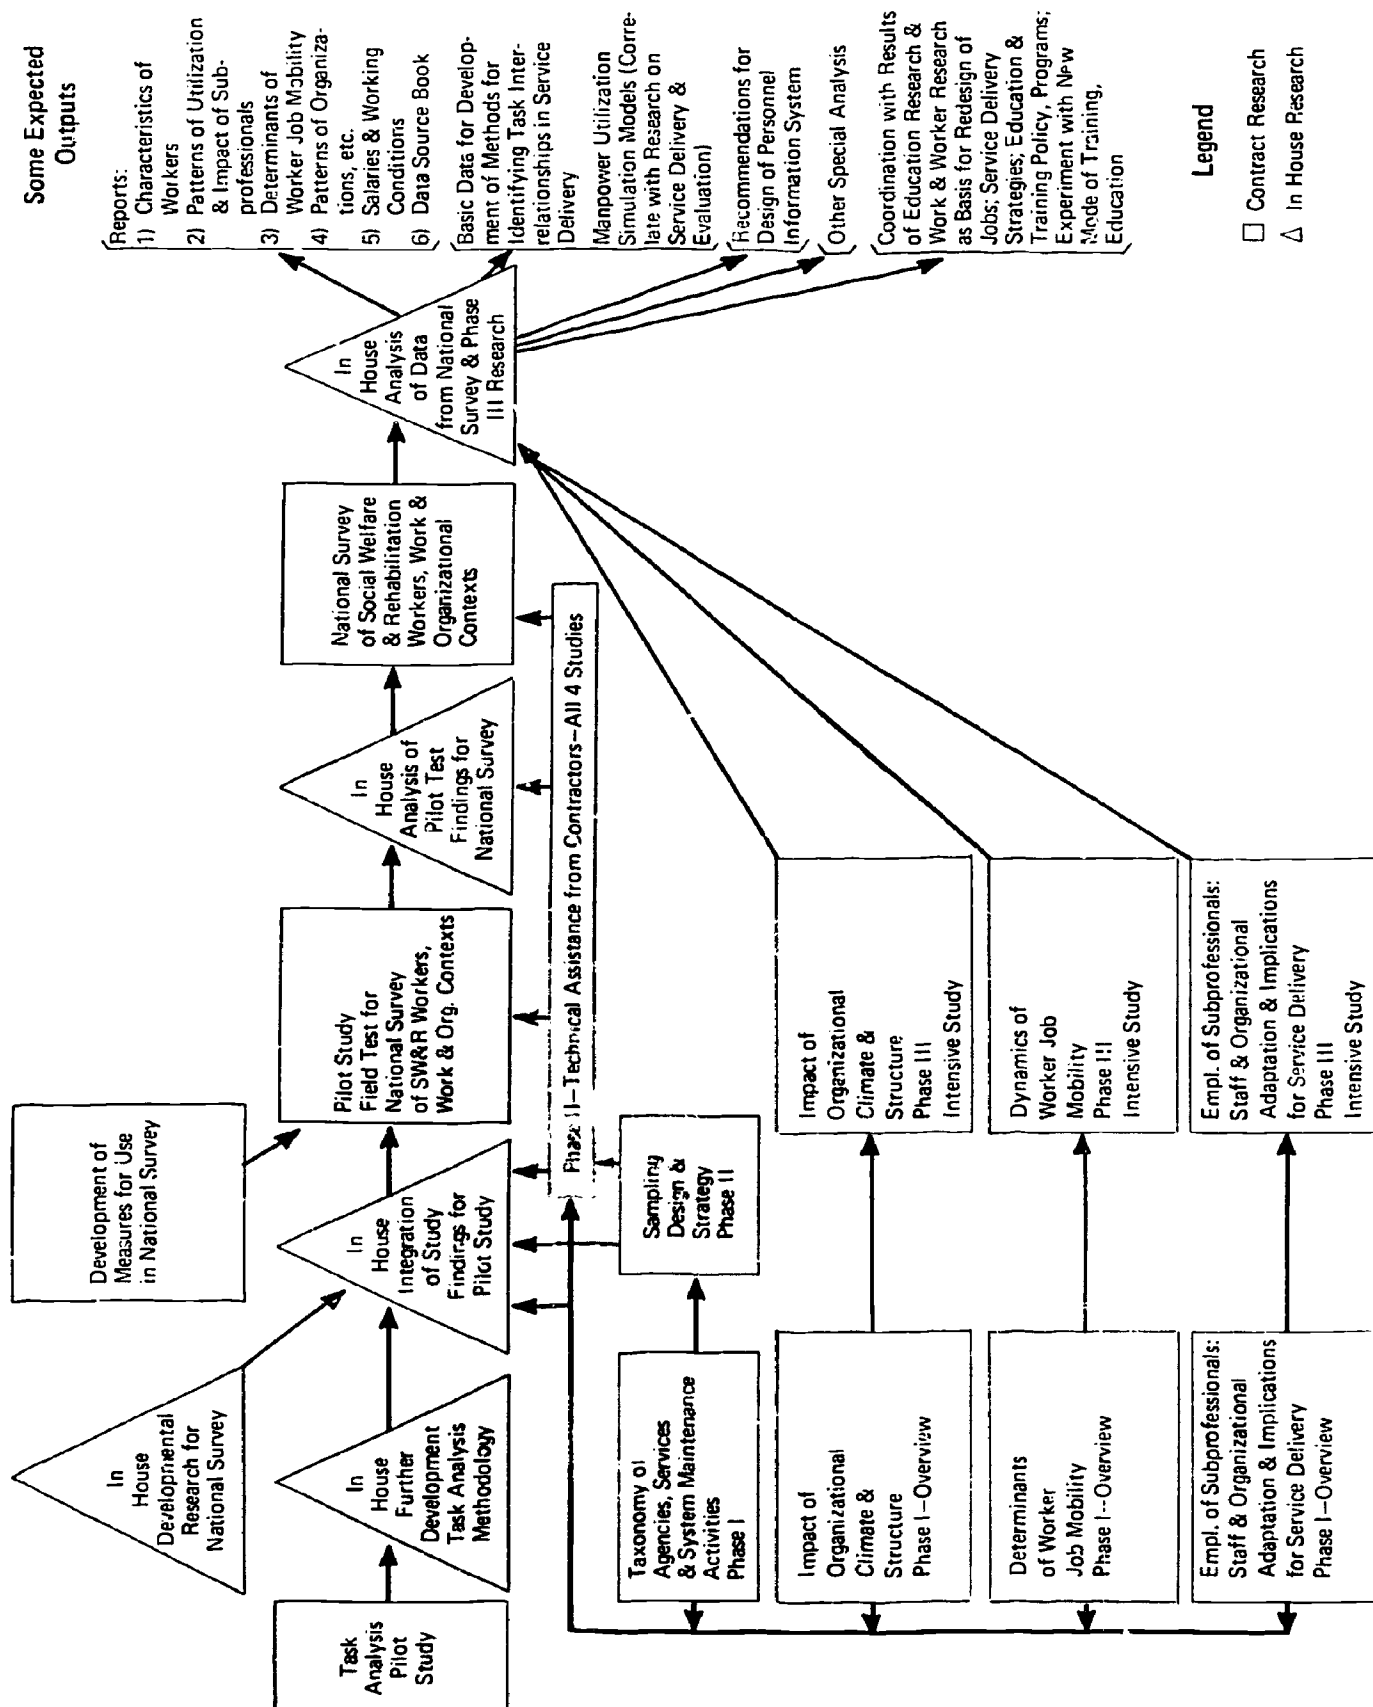 Task
Analysis
Pilot
Study
In
House
Developmental
Research for
National Survey
In
House
Further
Development
Task Analysis
Methodology
Development of
Measures for Use
in National Survey
In
House
Integration
of Study
Findings for
Pilot Study
Pilot Study
Field Test for
National Survey
of SW&R Workers,
Work & Org. Contexts
In
House
Analysis of
Pilot Test
Findings for
National Survey
National Survey
of Social Welfare
& Rehabilitation
Workers, Work &
Organizational
Contexts
In
House
Analysis
of Data
from National
Survey & Phase
III Research
Phase II–Technical Assistance from Contractors–All 4 Studies
Taxonomy of
Agencies, Services
& System Maintenance
Activities
Phase I
Sampling
Design &
Strategy
Phase II
Impact of
Organizational
Climate &
Structure
Phase I–Overview
Impact of
Organizational
Climate &
Structure
Phase III
Intensive Study
Determinants
of Worker
Job Mobility
Phase I–Overview
Dynamics of
Worker Job
Mobility
Phase III
Intensive Study
Empl. of Subprofessionals:
Staff & Organizational
Adaptation & Implications
for Service Delivery
Phase I–Overview
Empl. of Subprofessionals:
Staff & Organizational
Adaptation & Implications
for Service Delivery
Phase III
Intensive Study
Some Expected
Outputs
Reports:
1) Characteristics of
Workers
2) Patterns of Utilization
& Impact of Sub-
professionals
3) Determinants of
Worker Job Mobility
4) Patterns of Organiza-
tions, etc.
5) Salaries & Working
Conditions
6) Data Source Book
Basic Data for Develop-
ment of Methods for
Identifying Task Inter-
relationships in Service
Delivery
Manpower Utilization
Simulation Models (Corre-
late with Research on
Service Delivery &
Evaluation)
Recommendations for
Design of Personnel
Information System
Other Special Analysis
Coordination with Results
of Education Research &
Work & Worker Research
as Basis for Redesign of
Jobs; Service Delivery
Strategies; Education &
Training Policy, Programs;
Experiment with New
Mode of Training,
Education
Legend
Contract Research
In House Research